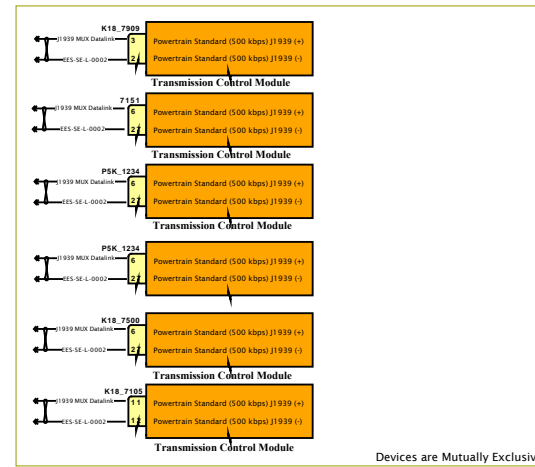 K18_7909
J1939 MUX Datalink 3 Powertrain Standard (500 kbps) J1939 (+)
EES-SE-L-0002 2 Powertrain Standard (500 kbps) J1939 (-)
Transmission Control Module
7151
J1939 MUX Datalink 6 Powertrain Standard (500 kbps) J1939 (+)
EES-SE-L-0002 Powertrain Standard (500 kbps) J1939 (-)
Transmission Control Module
P5K_1234
J1939 MUX Datalink 6 Powertrain Standard (500 kbps) J1939 (+)
EES-SE-L-0002 Powertrain Standard (500 kbps) J1939 (-)
Transmission Control Module
P5K_1234
J1939 MUX Datalink 6 Powertrain Standard (500 kbps) J1939 (+)
EES-SE-L-0002 Powertrain Standard (500 kbps) J1939 (-)
K18_7500
J1939 MUX Datalink 6 Powertrain Standard (500 kbps) J1939 (+)
EES-SE-L-0002 Powertrain Standard (500 kbps) J1939 (-)
Transmission Control Module
K18_7105
J1939 MUX Datalink 11 Powertrain Standard (500 kbps) J1939 (+)
EES-SE-L-0002 Powertrain Standard (500 kbps) J1939 (-)
Transmission Control Module
Devices are Mutually Exclusiv